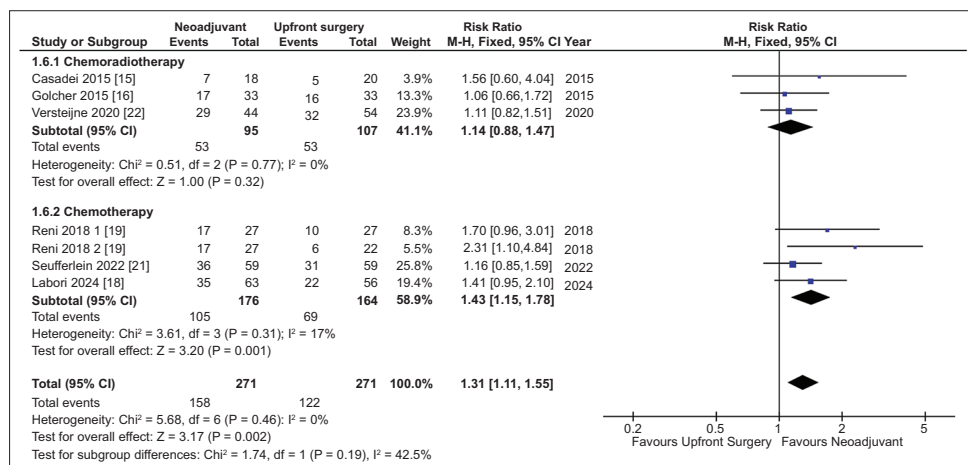 Neoadjuvant Upfront surgery Risk Ratio Risk Ratio
Study or Subgroup Events Total Events Total Weight M-H, Fixed, 95% CI Year M-H, Fixed, 95% CI
1.6.1 Chemoradiotherapy
Casadei 2015 [15] 7 18 5 20 3.9% 1.56 [0.60, 4.04] 2015
Golcher 2015 [16] 17 33 16 33 13.3% 1.06 [0.66,1.72] 2015
Versteijne 2020 [22] 29 44 32 54 23.9% 1.11 [0.82,1.51] 2020
Subtotal (95% CI) 95 107 41.1% 1.14 [0.88, 1.47]
Total events 53 53
Heterogeneity: Chi² = 0.51, df = 2 (P = 0.77); I² = 0%
Test for overall effect: Z = 1.00 (P = 0.32)
1.6.2 Chemotherapy
Reni 2018 1 [19] 17 27 10 27 8.3% 1.70 [0.96, 3.01] 2018
Reni 2018 2 [19] 17 27 6 22 5.5% 2.31 [1.10,4.84] 2018
Seufferlein 2022 [21] 36 59 31 59 25.8% 1.16 [0.85,1.59] 2022
Labori 2024 [18] 35 63 22 56 19.4% 1.41 [0.95, 2.10] 2024
Subtotal (95% CI) 176 164 58.9% 1.43 [1.15, 1.78]
Total events 105 69
Heterogeneity: Chi² = 3.61, df = 3 (P = 0.31); I² = 17%
Test for overall effect: Z = 3.20 (P = 0.001)
Total (95% CI) 271 271 100.0% 1.31 [1.11, 1.55]
Total events 158 122
Heterogeneity: Chi² = 5.68, df = 6 (P = 0.46: I² = 0%
Test for overall effect: Z = 3.17 (P = 0.002)
Test for subgroup differences: Chi² = 1.74, df = 1 (P = 0.19), I² = 42.5%
0.2 0.5 1 2 5
Favours Upfront Surgery Favours Neoadjuvant